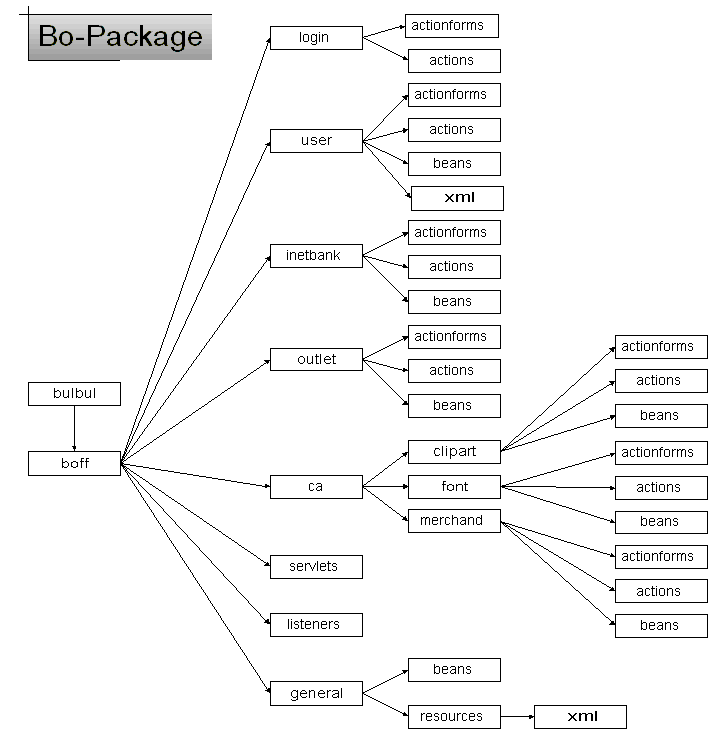 Bo-Package
login
actionforms
actions
user
actionforms
actions
beans
xml
inetbank
actionforms
actions
beans
outlet
actionforms
actions
beans
bulbul
boff
ca
clipart
actionforms
actions
beans
font
actionforms
actions
beans
merchand
actionforms
actions
beans
servlets
listeners
general
beans
resources
xml